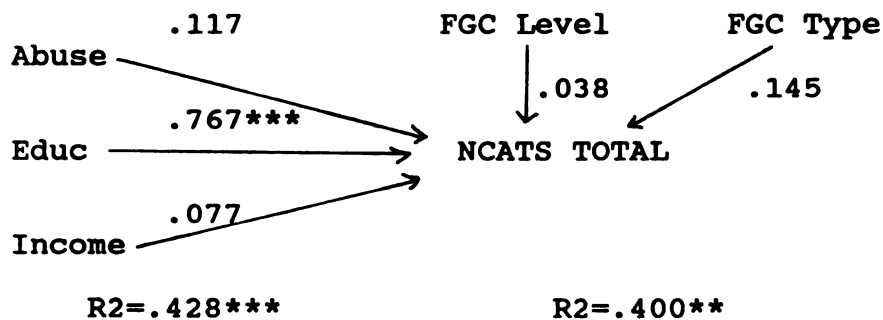 .117 FGC Level FGC Type
Abuse
.038 .145
.767***
Educ NCATS TOTAL
.077
Income
R2=.428*** R2=.400**